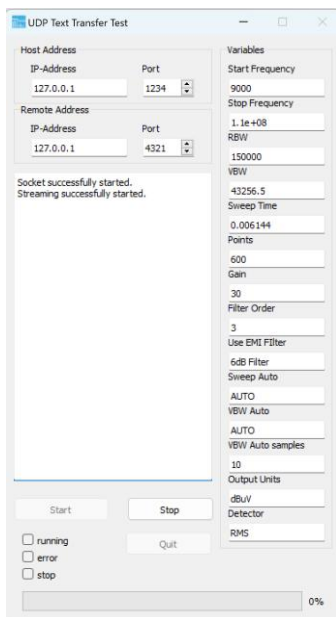 UDP Text Transfer Test
Host Address
IP-Address Port
127.0.0.1 1234
Remote Address
IP-Address Port
127.0.0.1 4321
Socket successfully started.
Streaming successfully started.
Start Stop
running
Quit
error
stop
0%
Variables
Start Frequency
9000
Stop Frequency
1.1e+08
RBW
150000
VBW
43256.5
Sweep Time
0.006144
Points
600
Gain
30
Filter Order
3
Use EMI FIlter
6dB Filter
Sweep Auto
AUTO
VBW Auto
AUTO
VBW Auto samples
10
Output Units
dBuV
Detector
RMS